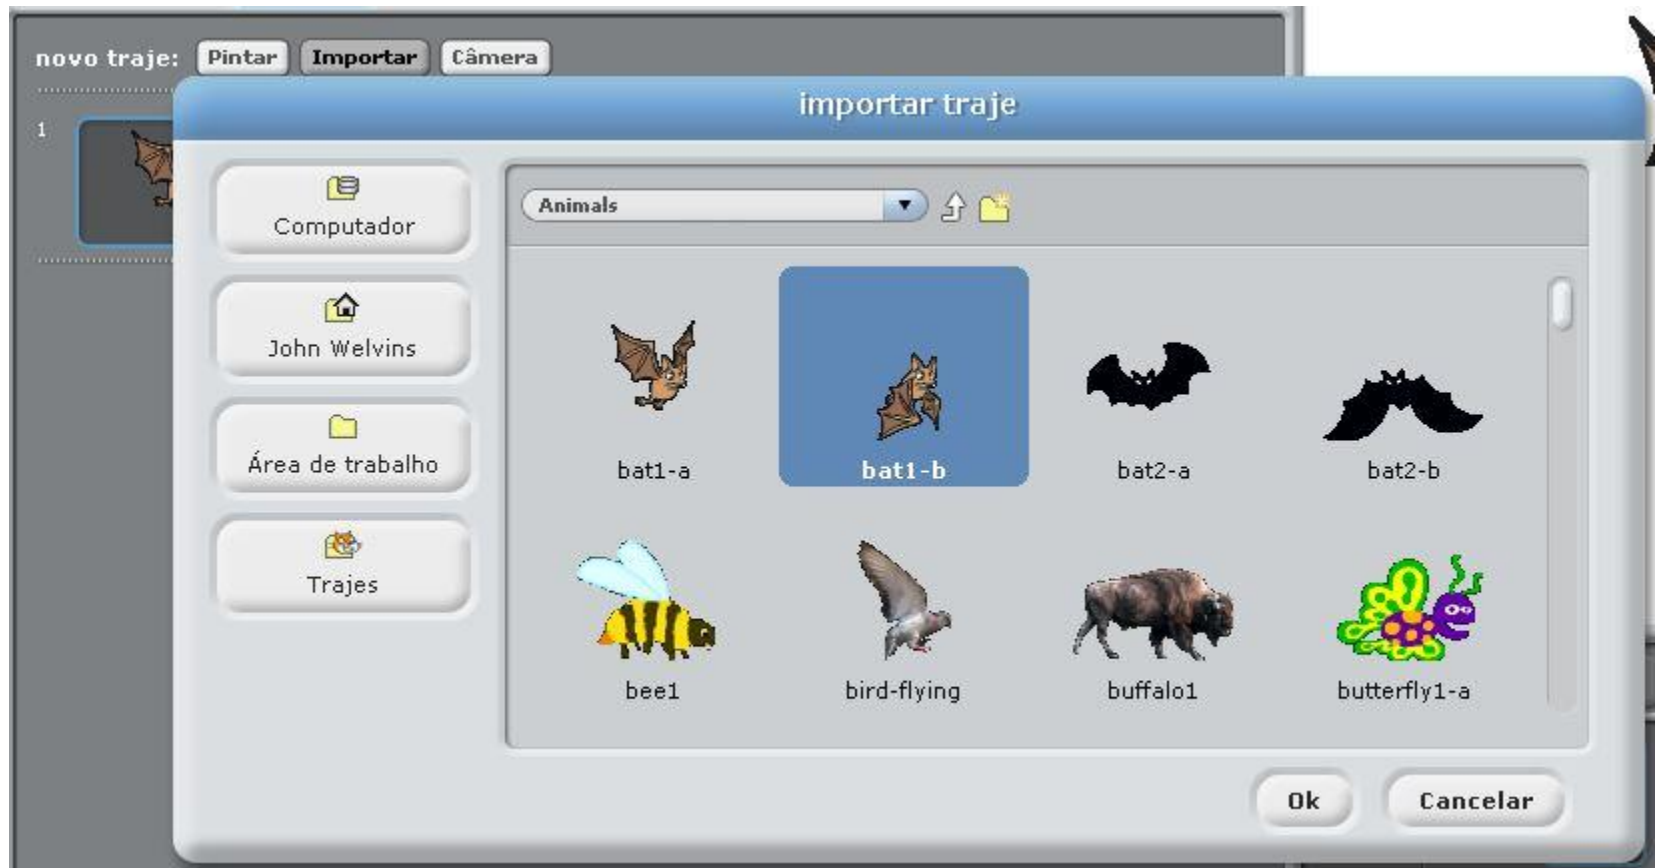 novo traje: Pintar Importar Câmera
importar traje
1
Computador
John Welvins
Área de trabalho
Trajes
Animals
bat1-a bat1-b bat2-a bat2-b
bee1 bird-flying buffalo1 butterfly1-a
Ok Cancelar